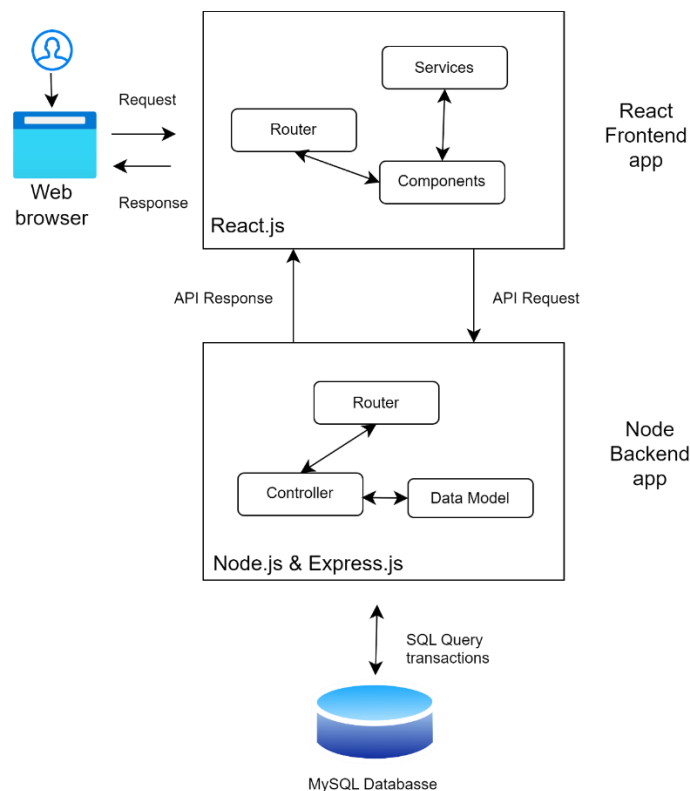 Services
Request
Router
React
Frontend
app
Components
Web
browser
Response
React.js
API Response
API Request
Router
Node
Backend
app
Controller
Data Model
Node.js & Express.js
SQL Query
transactions
MySQL Databasse